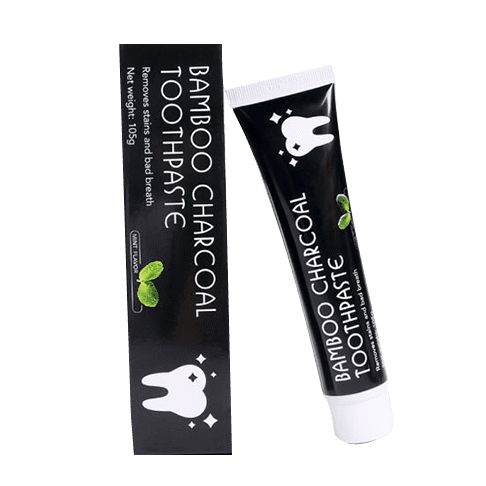 BAMBOO CHARCOAL
TOOTHPASTE
Removes stains and bad breath
Net weight: 105g
MINT FLAVOR
BAMBOO CHARCOAL
TOOTHPASTE
Removes stains and bad breath